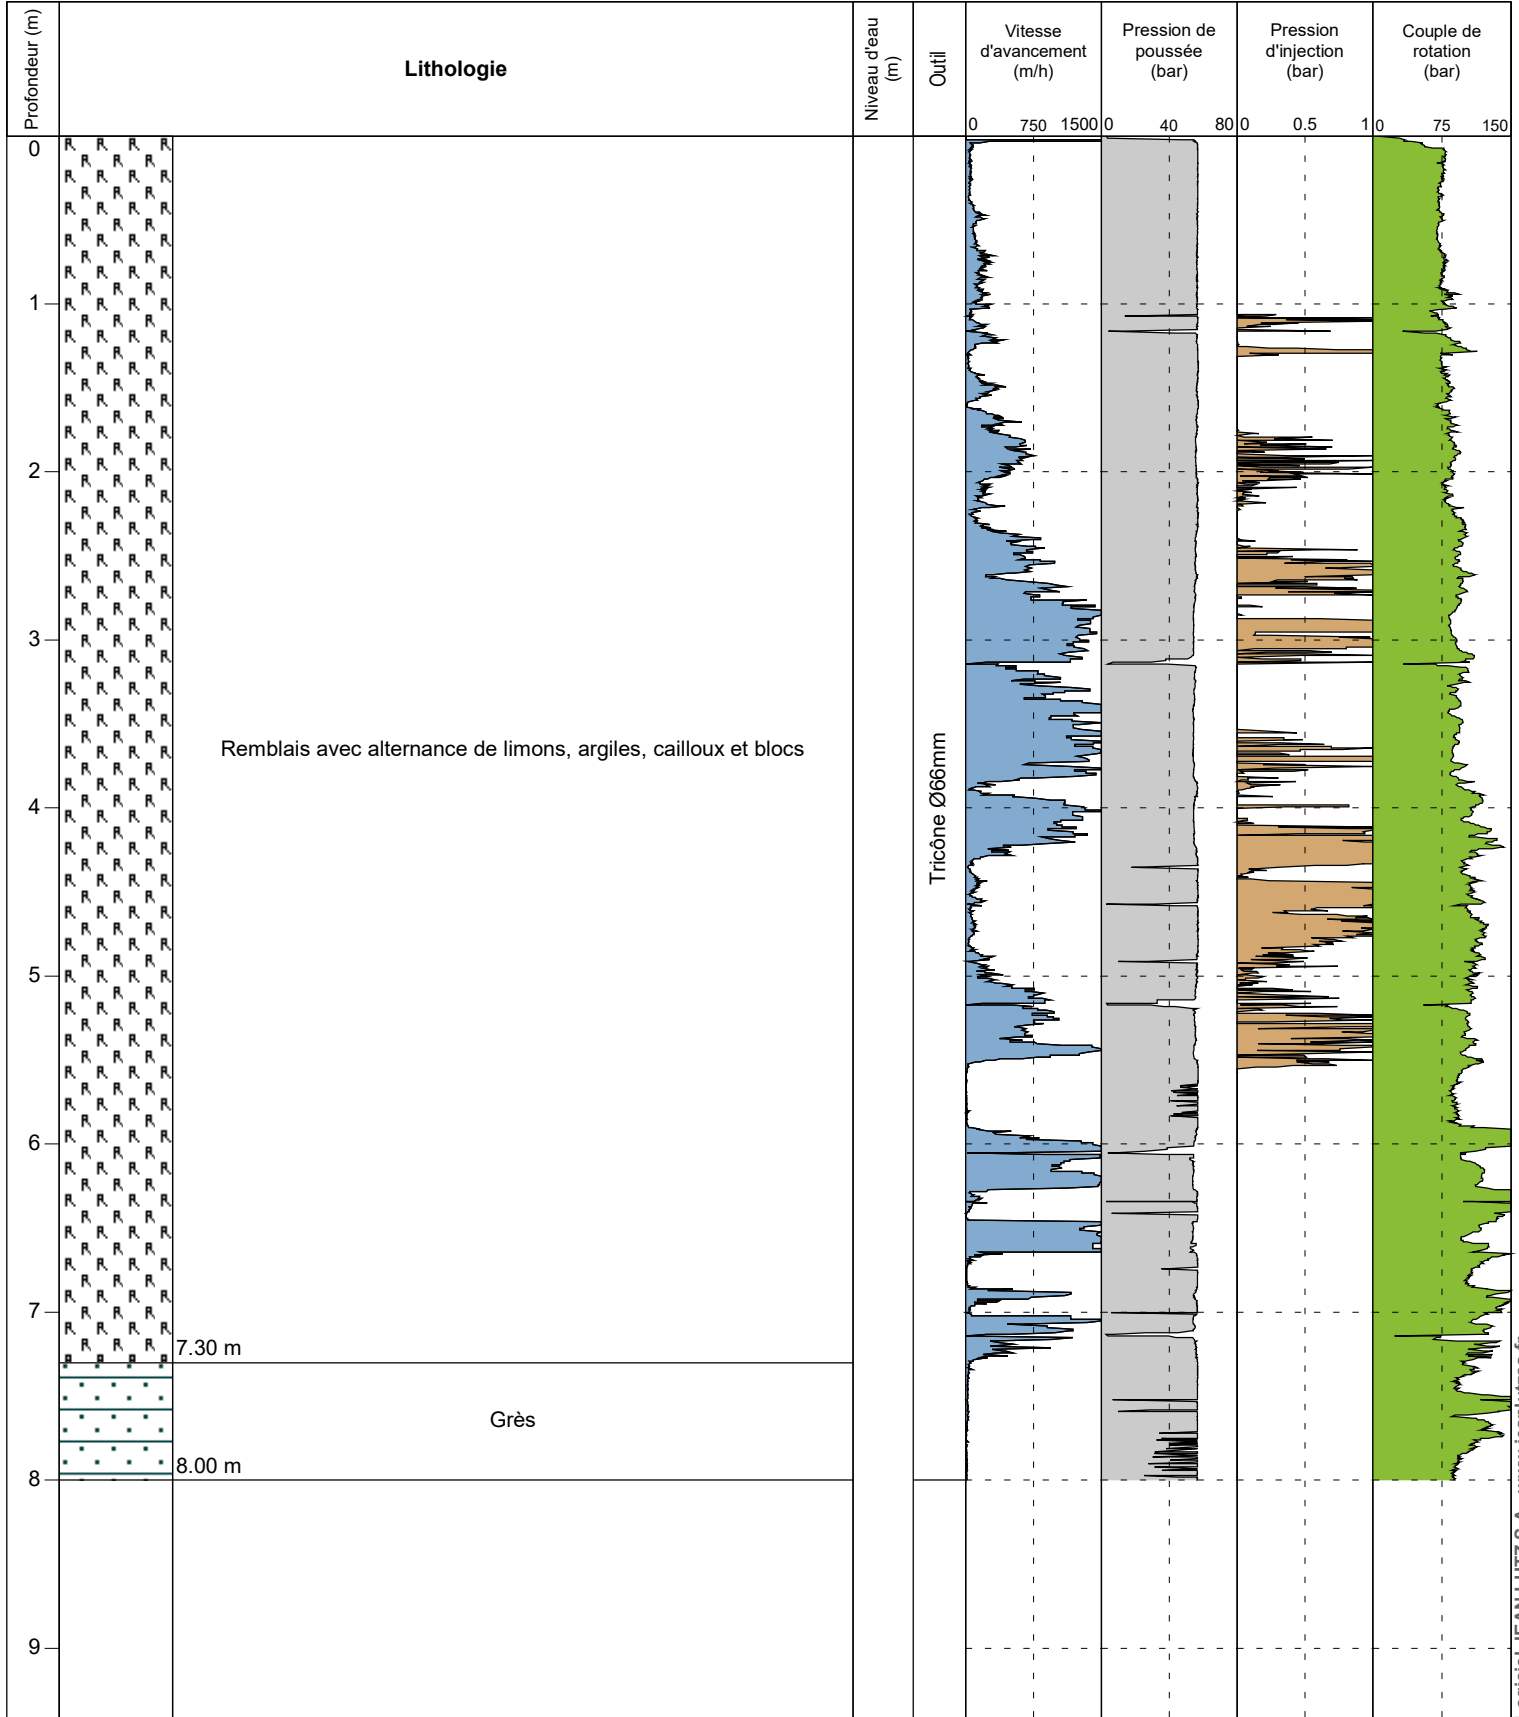 Profondeur (m)
Lithologie
Niveau d'eau
(m)
Outil
Vitesse
d'avancement
(m/h)
Pression de
poussée
(bar)
Pression
d'injection
(bar)
Couple de
rotation
(bar)
0 750 1500
0 40 80
0 0.5 1
0 75 150
0
1
2
3
Remblais avec alternance de limons, argiles, cailloux et blocs
Tricône Ø66mm
4
5
6
7
7.30 m
Grès
8.00 m
8
9